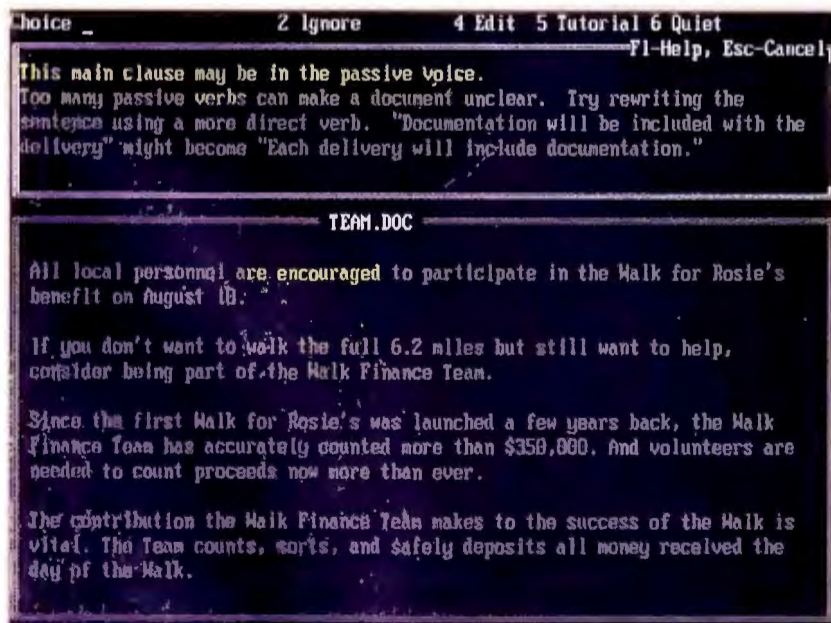 Choice _ 2 Ignore 4 Edit 5 Tutorial 6 Quiet
F1-Help, Esc-Cancel
This main clause may be in the passive voice.
Too many passive verbs can make a document unclear. Try rewriting the
sentence using a more direct verb. "Documentation will be included with the
delivery" might become "Each delivery will include documentation."
TEAM.DOC
All local personnel are encouraged to participate in the Walk for Rosie's
benefit on August 18.
If you don't want to walk the full 6.2 miles but still want to help,
consider being part of the Walk Finance Team.
Since the first Walk for Rosie's was launched a few years back, the Walk
Finance Team has accurately counted more than $350,000. And volunteers are
needed to count proceeds now more than ever.
The contribution the Walk Finance Team makes to the success of the Walk is
vital. The Team counts, sorts, and safely deposits all money received the
day of the Walk.